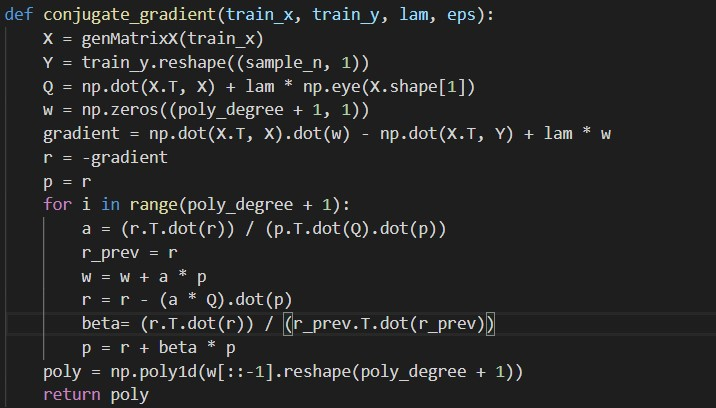 def conjugate_gradient(train_x, train_y, lam, eps):
    X = genMatrixX(train_x)
    Y = train_y.reshape((sample_n, 1))
    Q = np.dot(X.T, X) + lam * np.eye(X.shape[1])
    w = np.zeros((poly_degree + 1, 1))
    gradient = np.dot(X.T, X).dot(w) - np.dot(X.T, Y) + lam * w
    r = -gradient
    p = r
    for i in range(poly_degree + 1):
        a = (r.T.dot(r)) / (p.T.dot(Q).dot(p))
        r_prev = r
        w = w + a * p
        r = r - (a * Q).dot(p)
        beta= (r.T.dot(r)) / (r_prev.T.dot(r_prev))
        p = r + beta * p
    poly = np.poly1d(w[::-1].reshape(poly_degree + 1))
    return poly